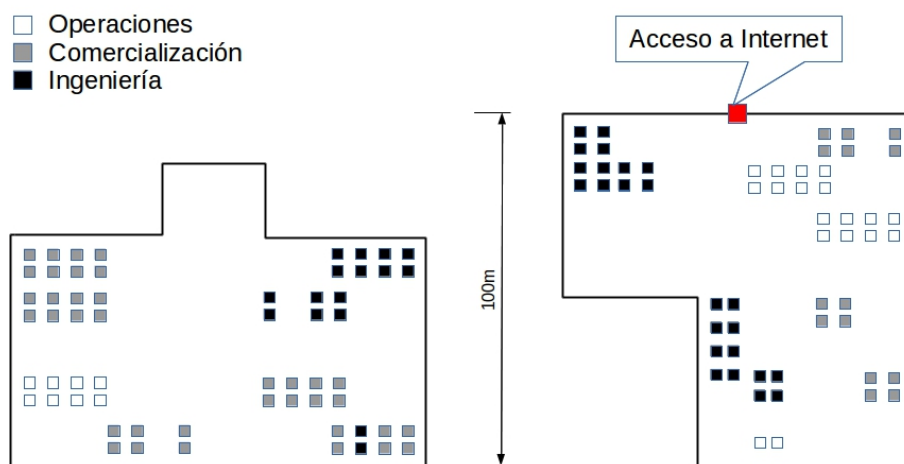 Operaciones
Comercialización
Ingeniería
Acceso a Internet
100m